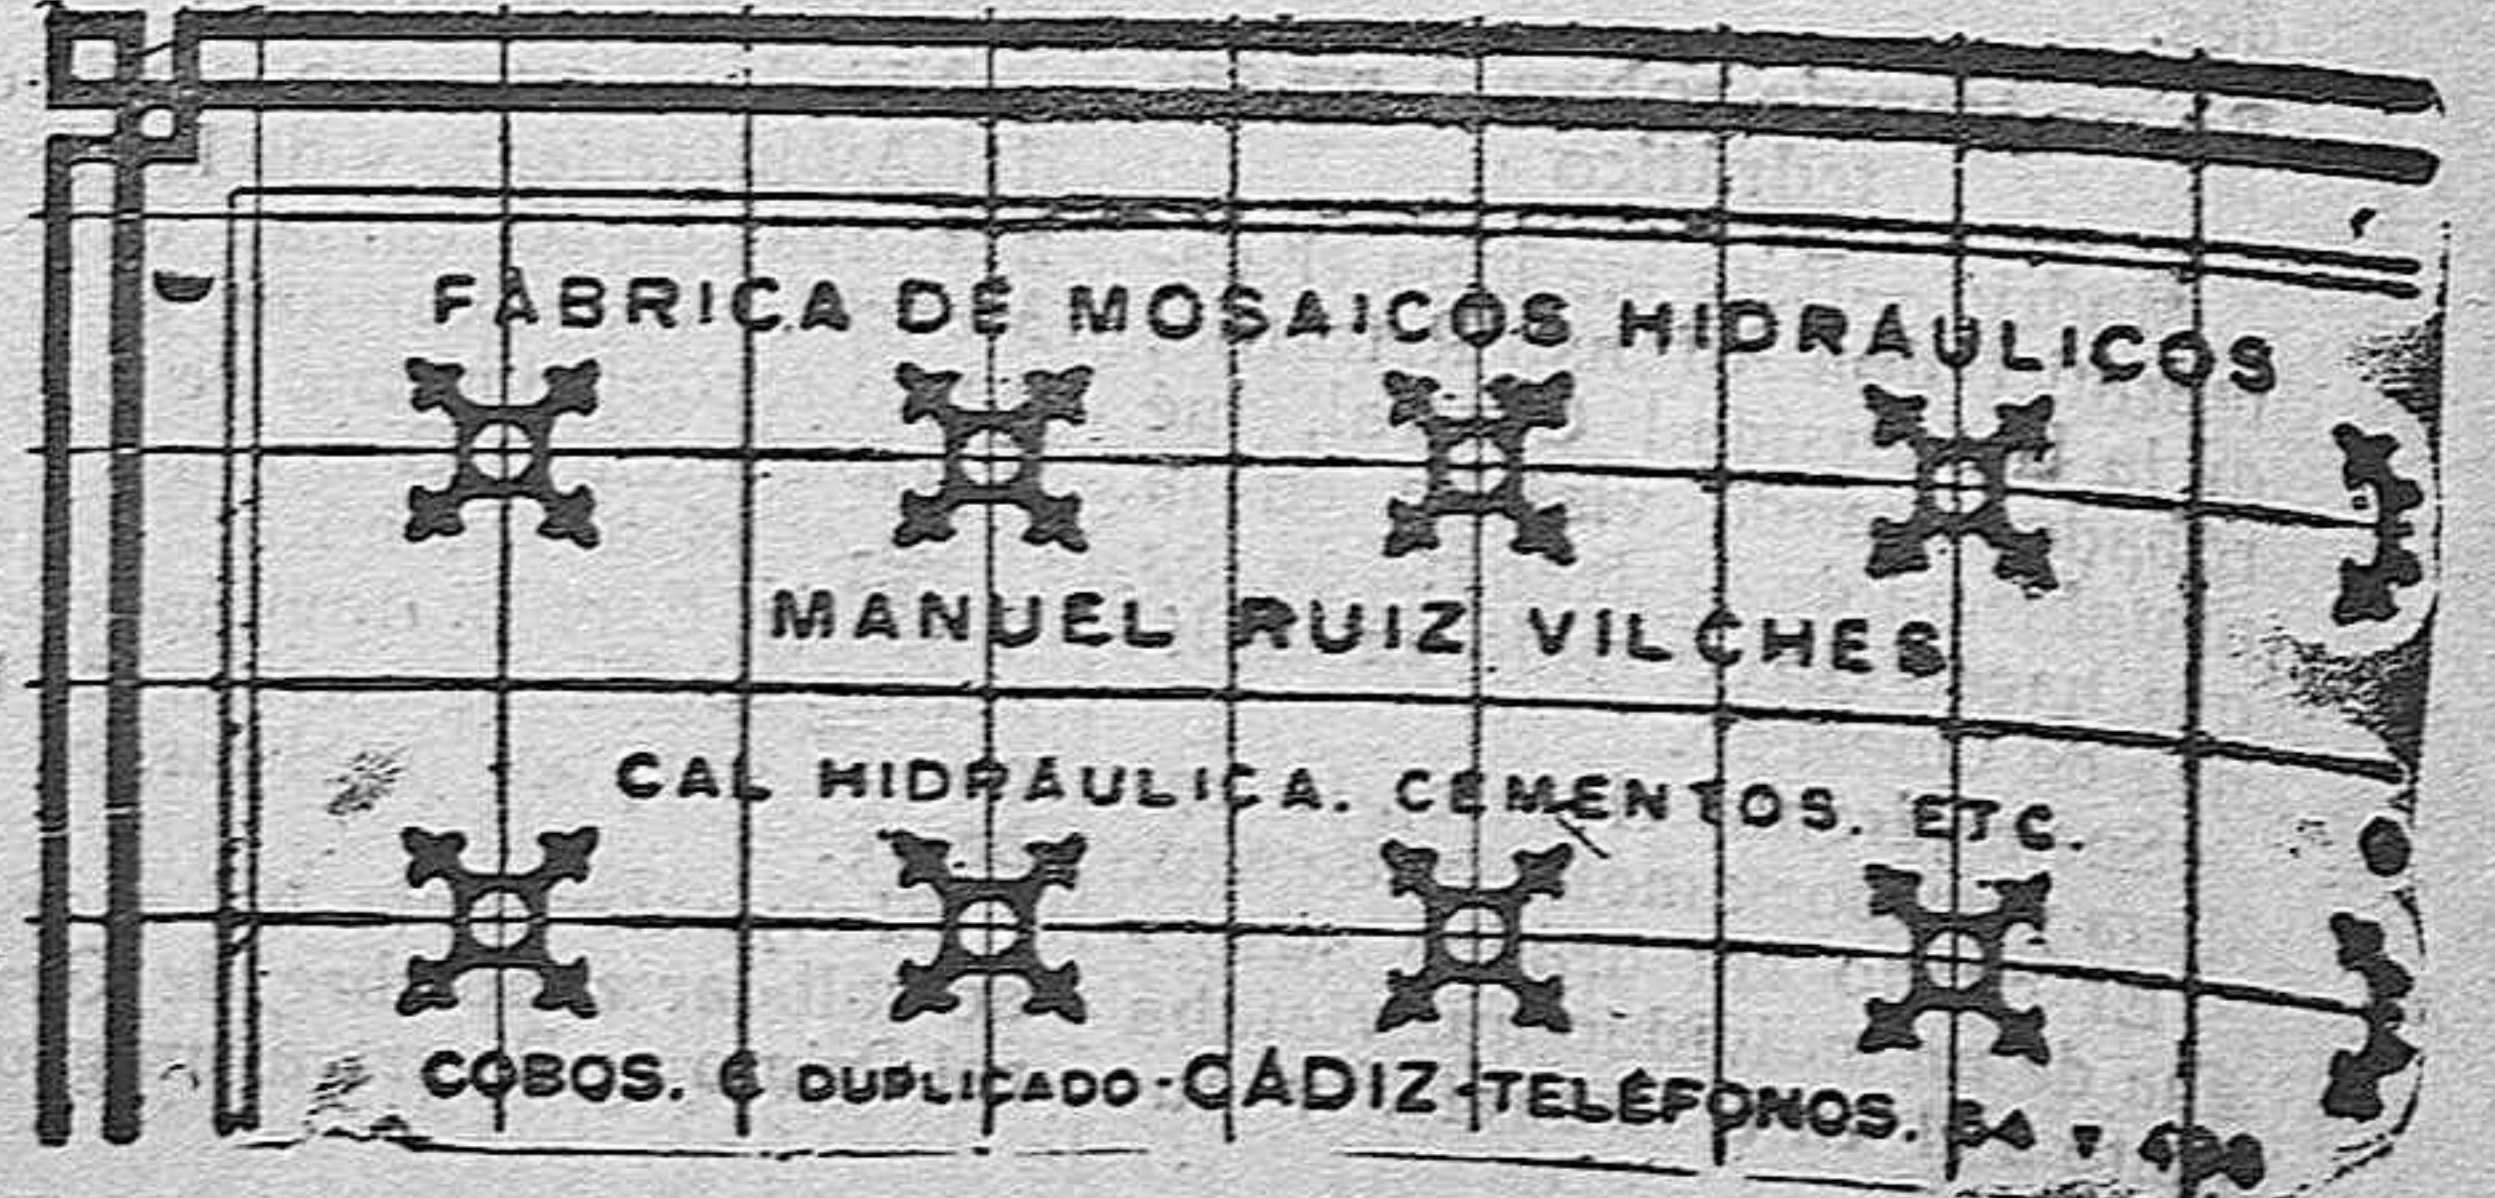 FÁBRICA DE MOSAICOS HIDRÁULICOS
MANUEL RUIZ VILCHES
CAL HIDRÁULICA. CEMENTOS. ETC.
COBOS. 6 DUPLICADO - CÁDIZ - TELÉFONOS.